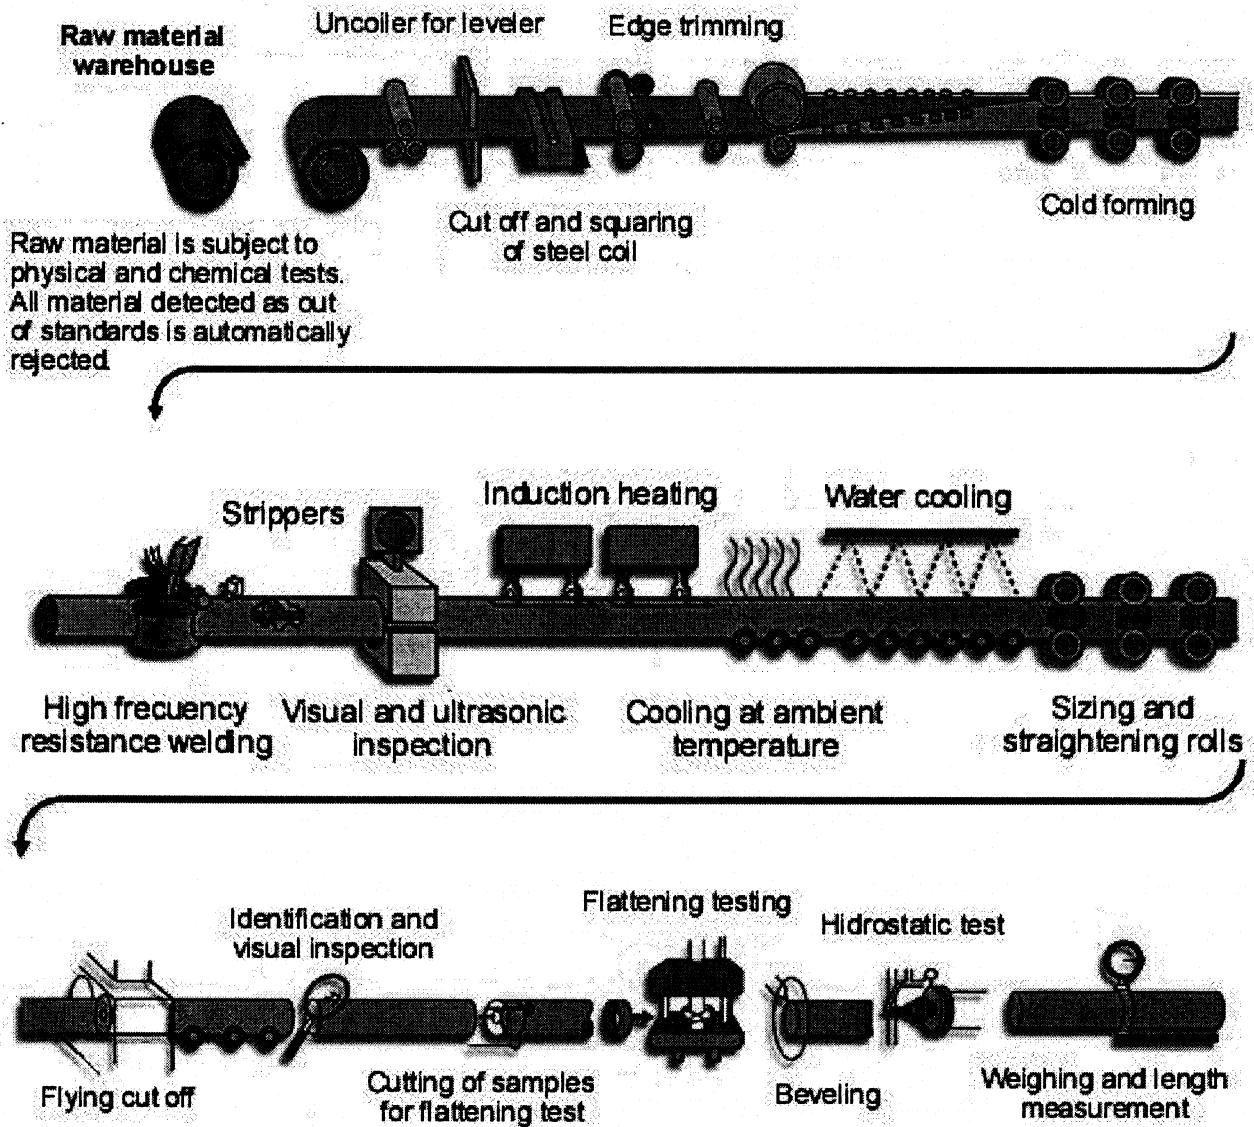 Raw material
warehouse
Uncoiler for leveler
Edge trimming
Cut off and squaring
of steel coil
Cold forming
Raw material is subject to
physical and chemical tests.
All material detected as out
of standards is automatically
rejected.
Strippers
Induction heating
Water cooling
High frecuency
resistance welding
Visual and ultrasonic
inspection
Cooling at ambient
temperature
Sizing and
straightening rolls
Identification and
visual inspection
Flattening testing
Hidrostatic test
Flying cut off
Cutting of samples
for flattening test
Beveling
Weighing and length
measurement